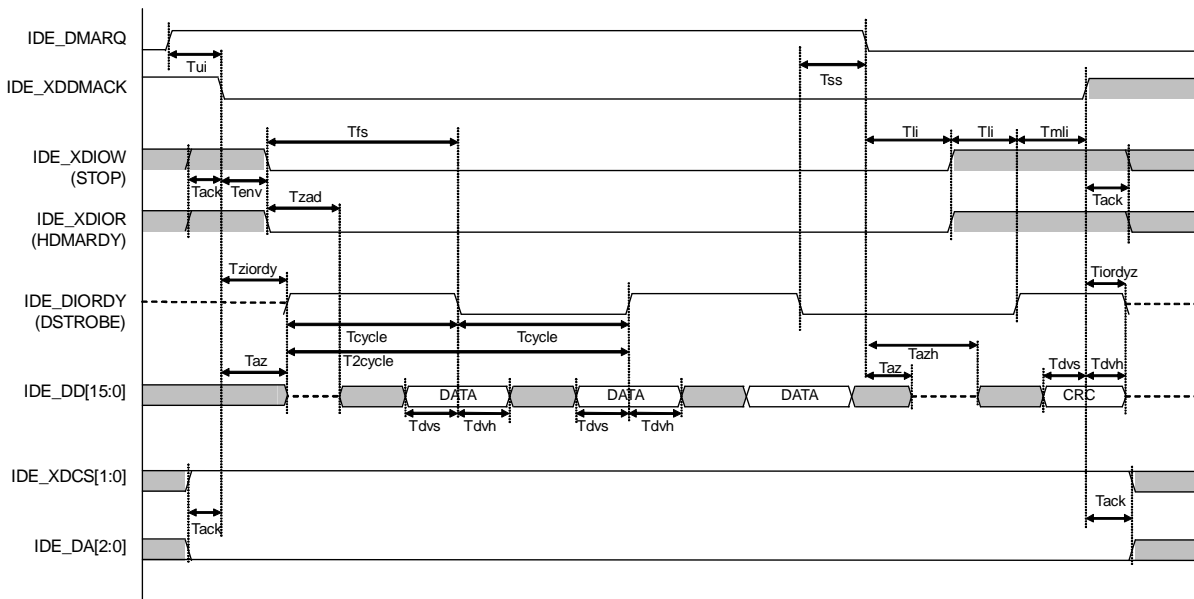 IDE_DMARQ
Tui
IDE_XDDMACK
Tss
Tfs
Tli
Tli
Tmli
IDE_XDIOW
(STOP)
Tack
Tenv
Tzad
Tack
IDE_XDIOR
(HDMARDY)
Tziordy
Tiordyz
IDE_DIORDY
(DSTROBE)
Tcycle
Tcycle
Taz
T2cycle
Tazh
Taz
Tdvs
Tdvh
IDE_DD[15:0]
DATA
DATA
DATA
CRC
Tdvs
Tdvh
Tdvs
Tdvh
IDE_XDCS[1:0]
Tack
Tack
IDE_DA[2:0]